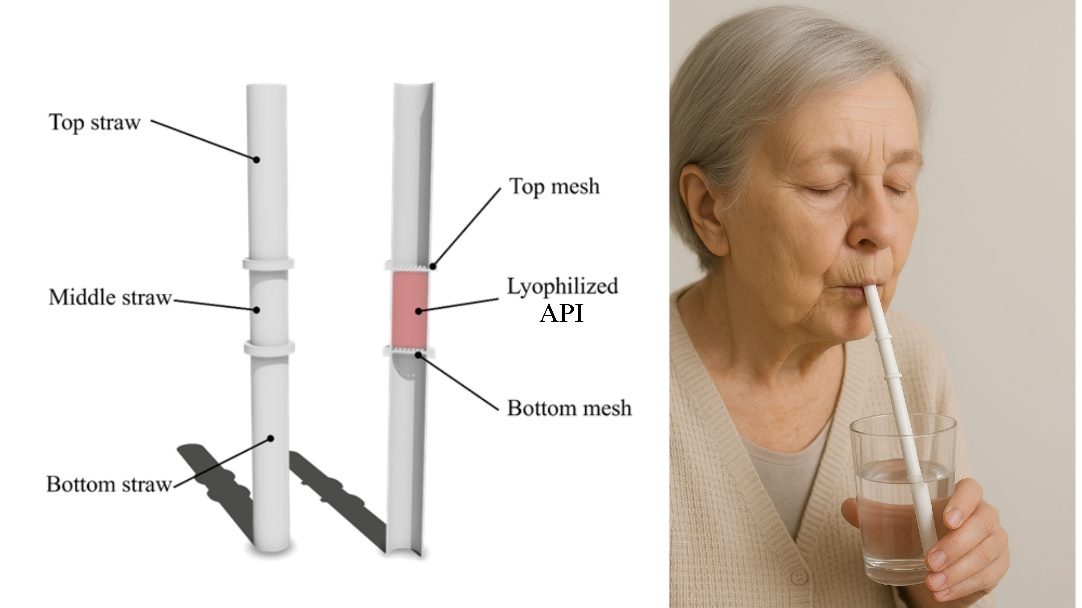 Top straw
Middle straw
Bottom straw
Top mesh
Lyophilized
API
Bottom mesh